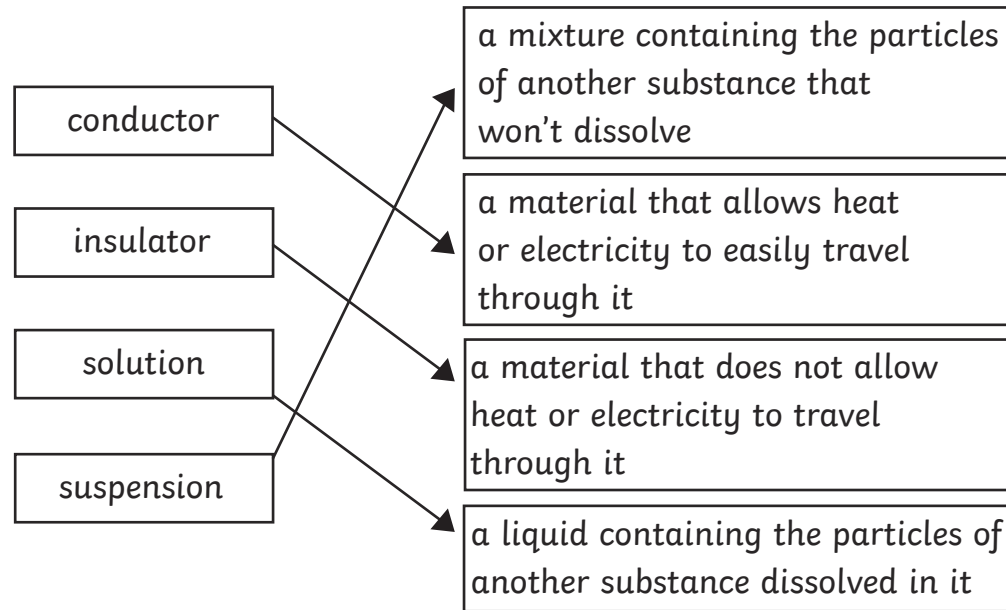 conductor
insulator
solution
suspension
a mixture containing the particles
of another substance that
won't dissolve
a material that allows heat
or electricity to easily travel
through it
a material that does not allow
heat or electricity to travel
through it
a liquid containing the particles of
another substance dissolved in it